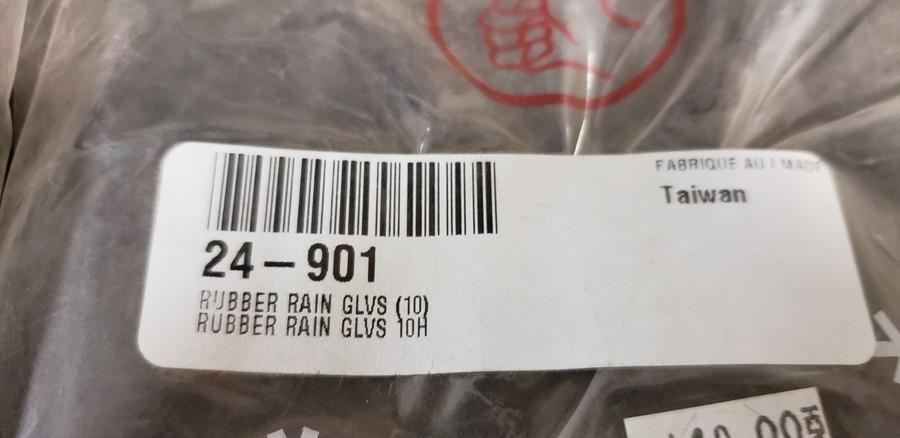 FABRIQUE AU / MADE
Taiwan
24-901
RUBBER RAIN GLVS (10)
RUBBER RAIN GLVS 10H